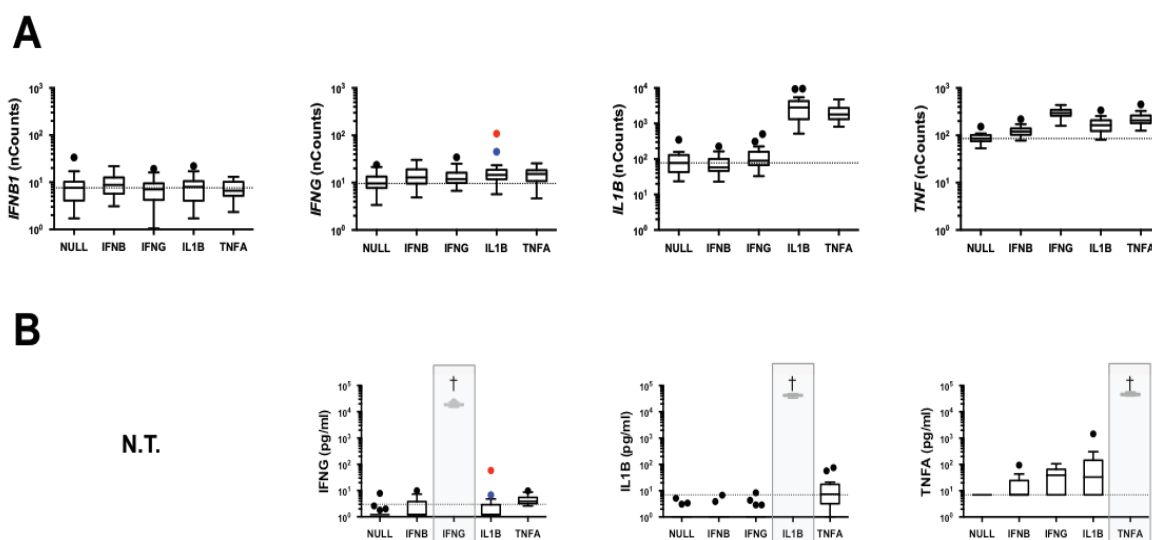 A
IFNB1 (nCounts)
10³
10²
10¹
10⁰
NULL IFNB IFNG IL1B TNFA
IFNG (nCounts)
10³
10²
10¹
10⁰
NULL IFNB IFNG IL1B TNFA
IL1B (nCounts)
10⁴
10³
10²
10¹
10⁰
NULL IFNB IFNG IL1B TNFA
TNF (nCounts)
10³
10²
10¹
10⁰
NULL IFNB IFNG IL1B TNFA
B
N.T.
IFNG (pg/ml)
10⁵
10⁴
10³
10²
10¹
10⁰
†
NULL IFNB IFNG IL1B TNFA
IL1B (pg/ml)
10⁵
10⁴
10³
10²
10¹
10⁰
†
NULL IFNB IFNG IL1B TNFA
TNFA (pg/ml)
10⁵
10⁴
10³
10²
10¹
10⁰
†
NULL IFNB IFNG IL1B TNFA